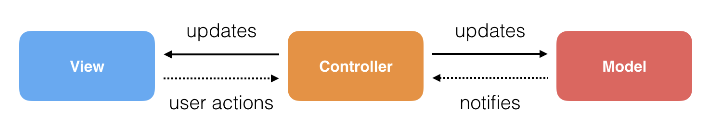 updates
updates
View
Controller
Model
user actions
notifies